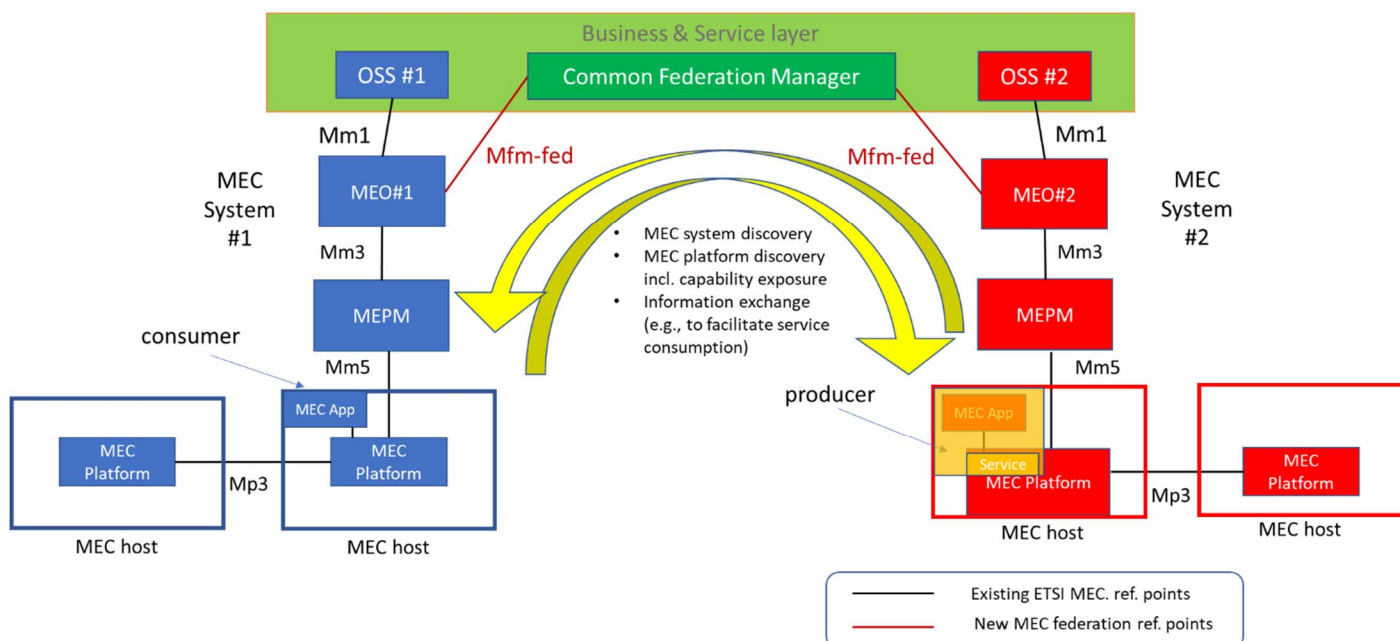 Business & Service layer
OSS #1
Common Federation Manager
OSS #2
Mm1
Mfm-fed
Mfm-fed
Mm1
MEC
System
#1
MEO#1
MEO#2
MEC
System
#2
Mm3
Mm3
• MEC system discovery
• MEC platform discovery
incl. capability exposure
• Information exchange
(e.g., to facilitate service
consumption)
MEPM
MEPM
consumer
Mm5
Mm5
producer
MEC App
MEC
Platform
Mp3
MEC
Platform
MEC App
Service
MEC Platform
Mp3
MEC
Platform
MEC host
MEC host
MEC host
MEC host
Existing ETSI MEC. ref. points
New MEC federation ref. points